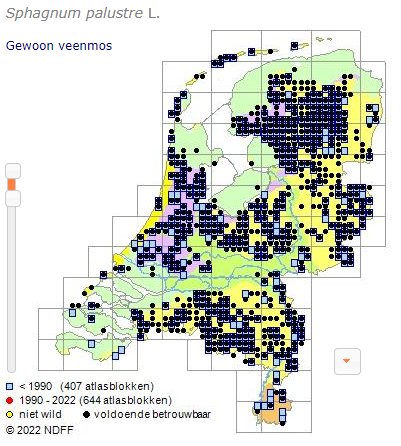 Sphagnum palustre L.
Gewoon veenmos
< 1990 (407 atlasblokken)
1990 - 2022 (644 atlasblokken)
niet wild voldoende betrouwbaar
© 2022 NDFF